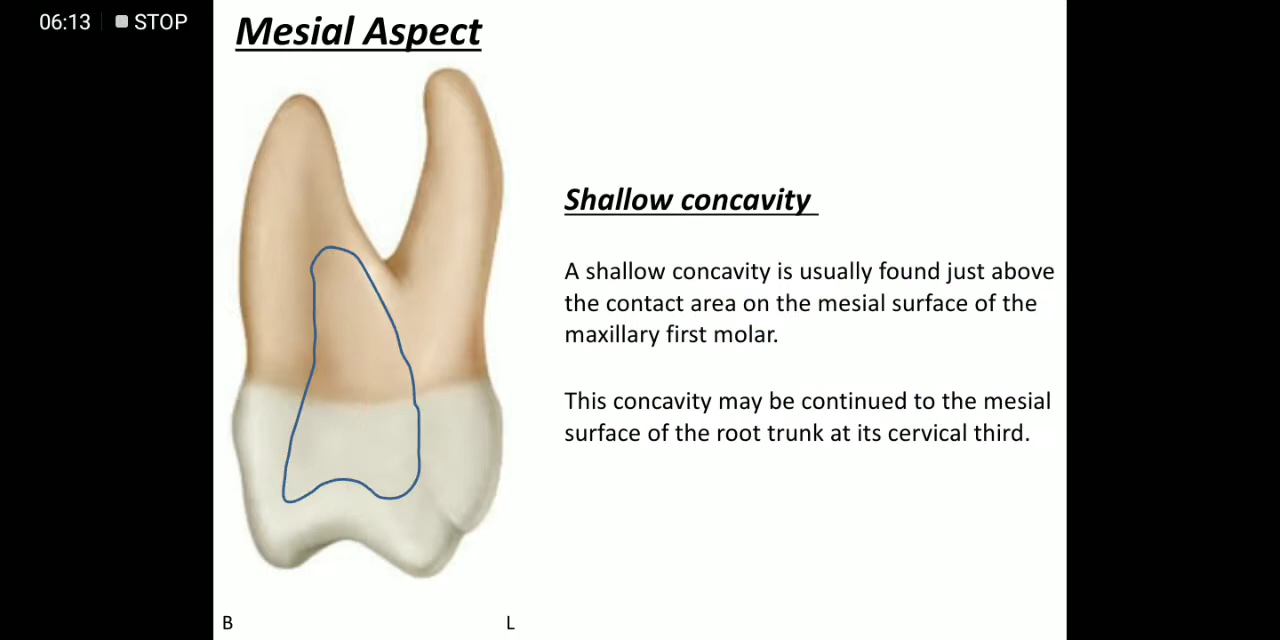 06:13 STOP
Mesial Aspect
Shallow concavity
A shallow concavity is usually found just above
the contact area on the mesial surface of the
maxillary first molar.
This concavity may be continued to the mesial
surface of the root trunk at its cervical third.
B L